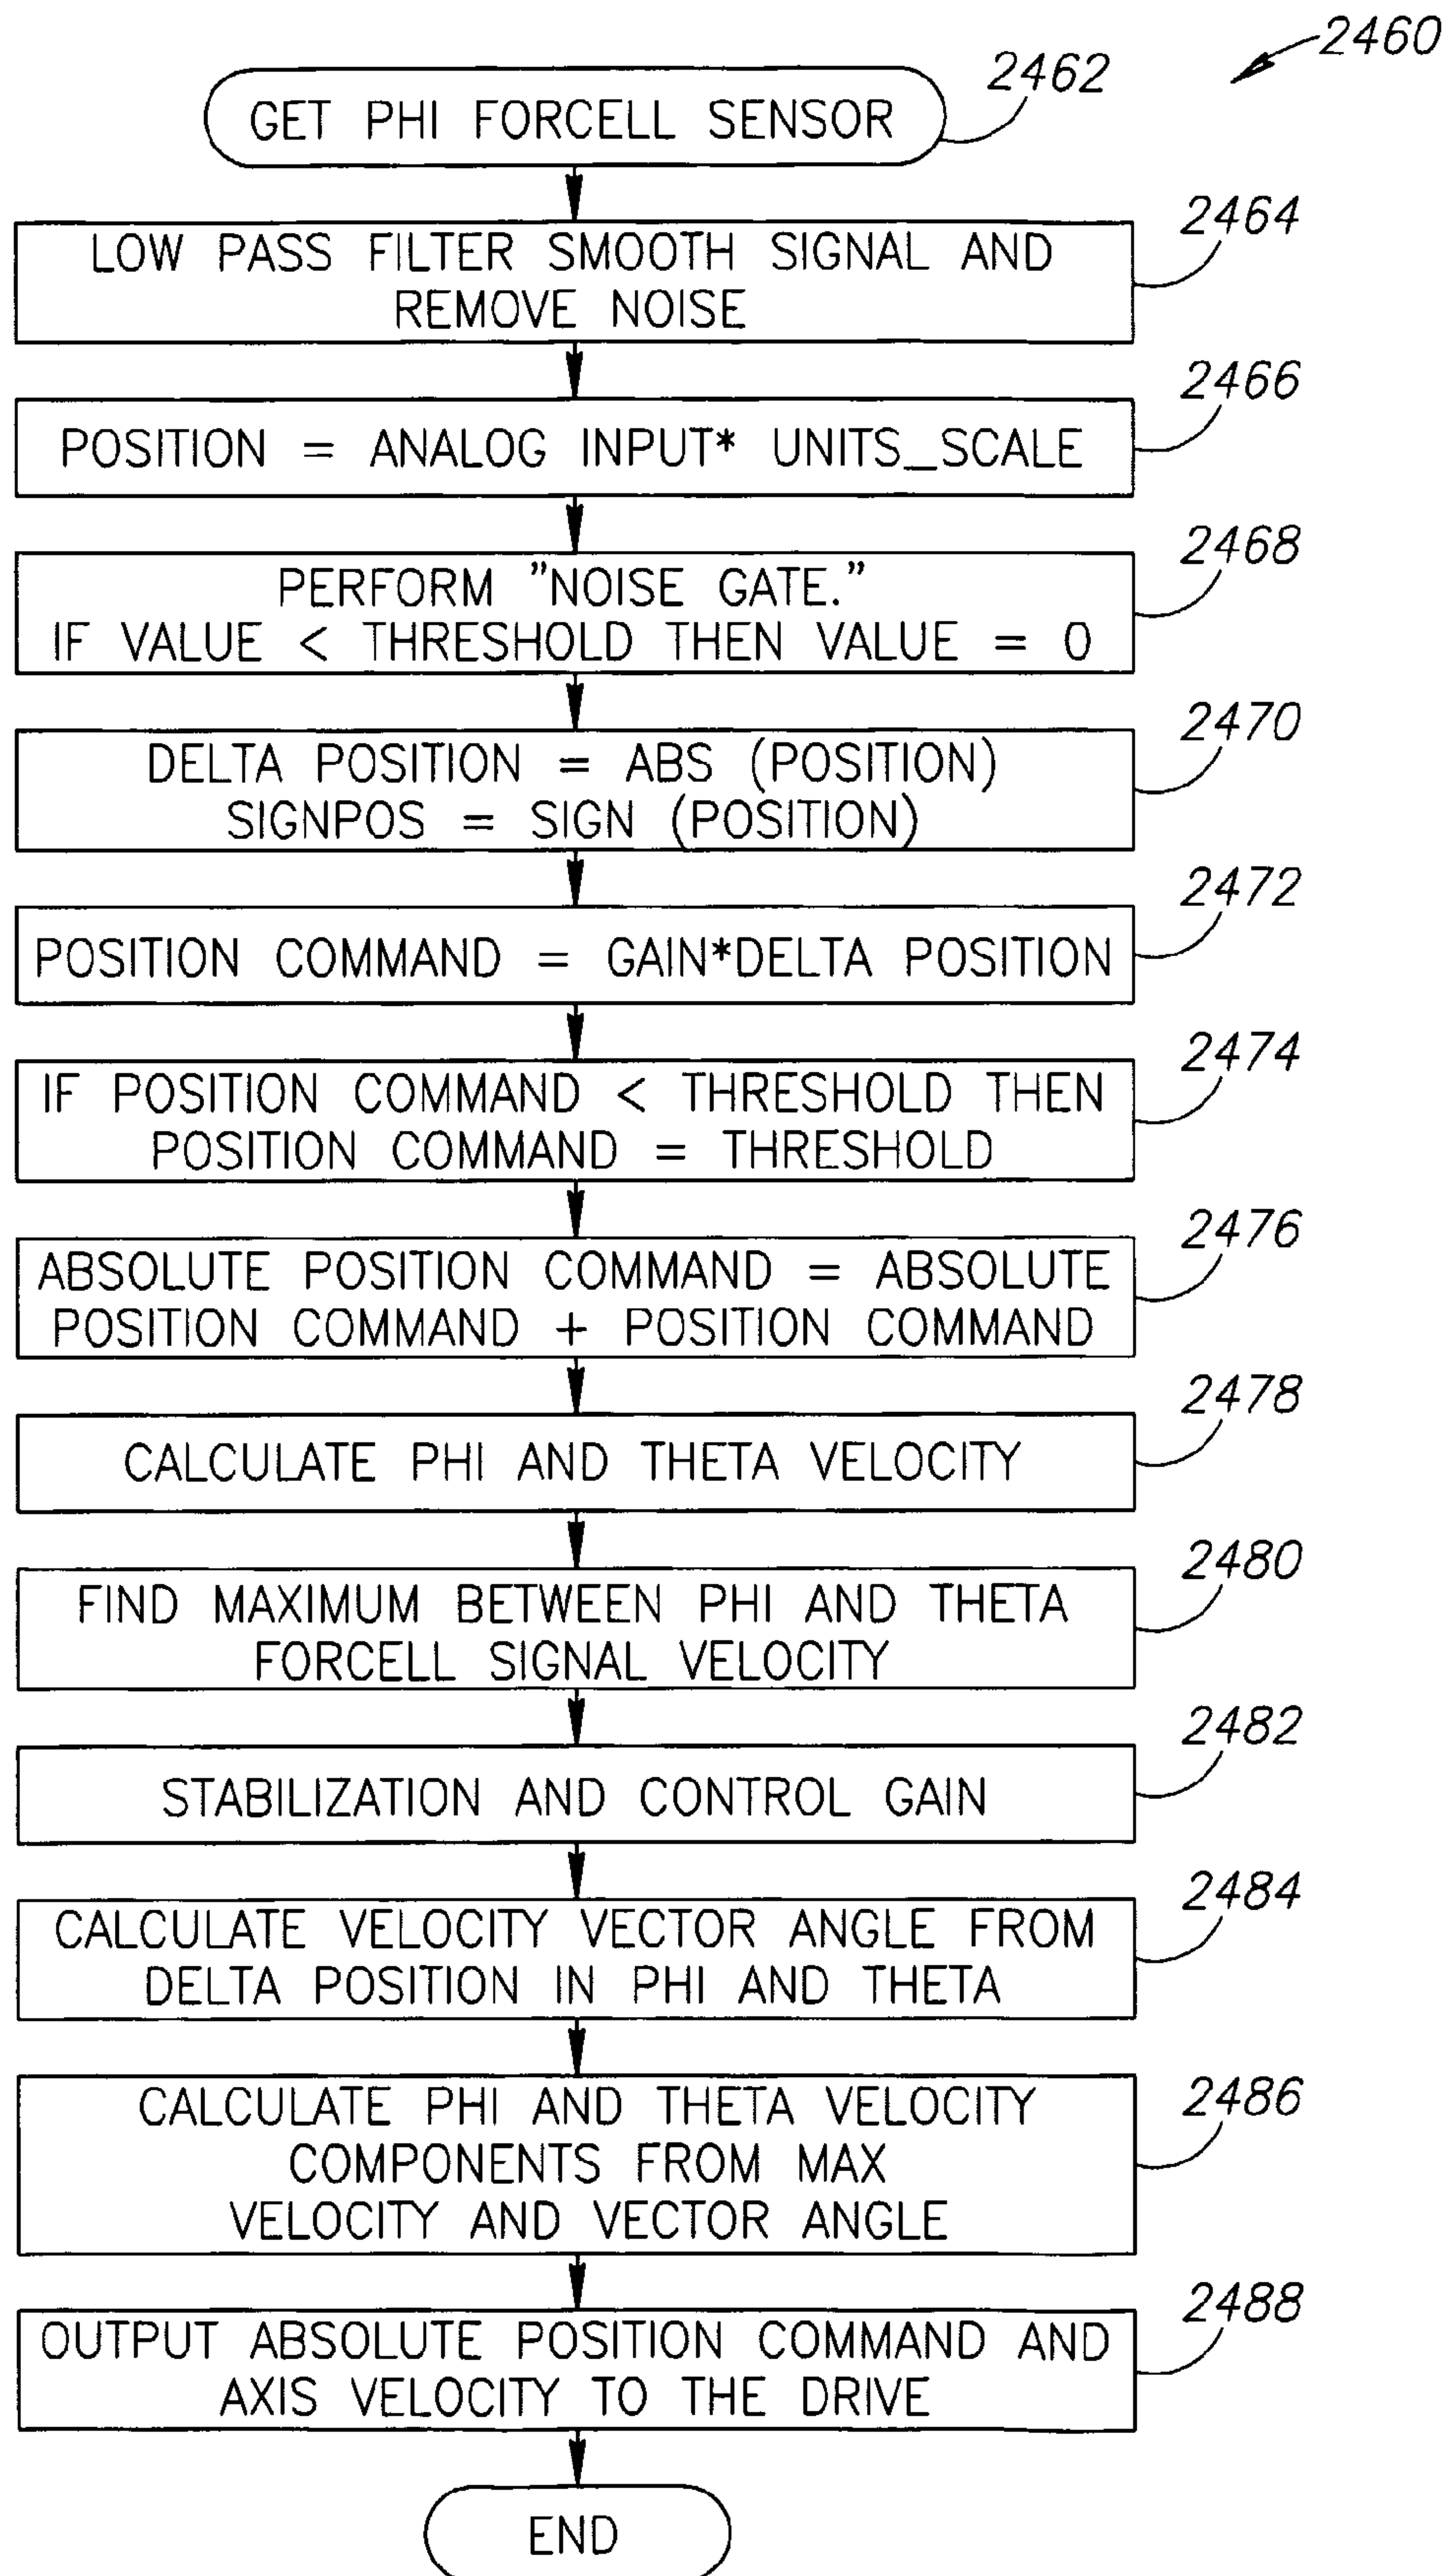 2460
GET PHI FORCELL SENSOR
2462
LOW PASS FILTER SMOOTH SIGNAL AND
REMOVE NOISE
2464
POSITION = ANALOG INPUT* UNITS_SCALE
2466
PERFORM "NOISE GATE."
IF VALUE < THRESHOLD THEN VALUE = 0
2468
DELTA POSITION = ABS (POSITION)
SIGNPOS = SIGN (POSITION)
2470
POSITION COMMAND = GAIN*DELTA POSITION
2472
IF POSITION COMMAND < THRESHOLD THEN
POSITION COMMAND = THRESHOLD
2474
ABSOLUTE POSITION COMMAND = ABSOLUTE
POSITION COMMAND + POSITION COMMAND
2476
CALCULATE PHI AND THETA VELOCITY
2478
FIND MAXIMUM BETWEEN PHI AND THETA
FORCELL SIGNAL VELOCITY
2480
STABILIZATION AND CONTROL GAIN
2482
CALCULATE VELOCITY VECTOR ANGLE FROM
DELTA POSITION IN PHI AND THETA
2484
CALCULATE PHI AND THETA VELOCITY
COMPONENTS FROM MAX
VELOCITY AND VECTOR ANGLE
2486
OUTPUT ABSOLUTE POSITION COMMAND AND
AXIS VELOCITY TO THE DRIVE
2488
END